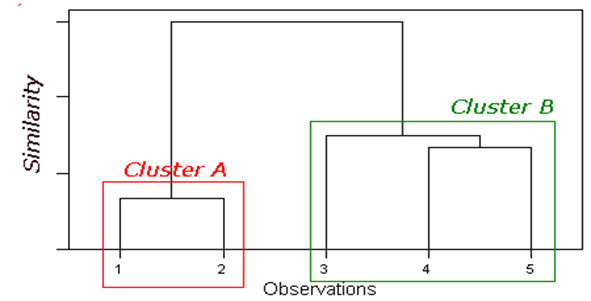 Similarity
Cluster B
Cluster A
1 2 3 4 5
Observations